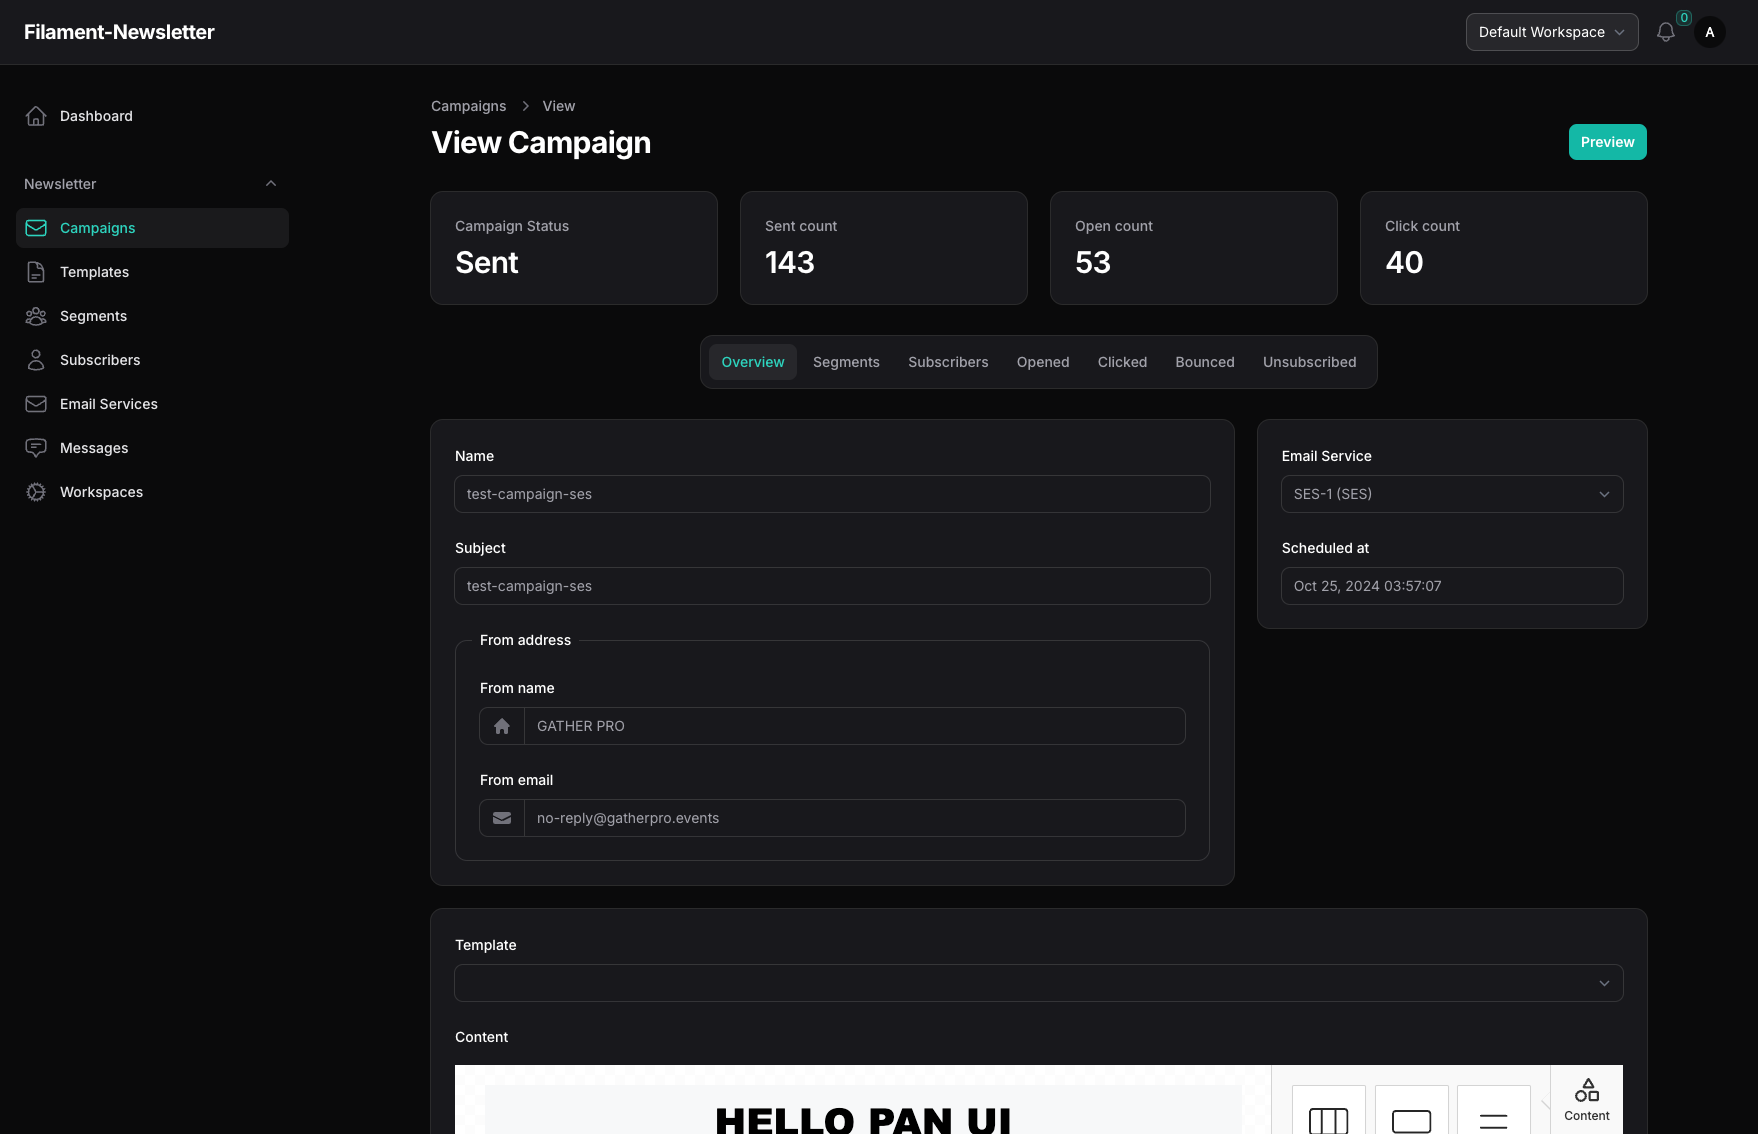 Filament-Newsletter
Default Workspace
0
A
Dashboard
Newsletter
Campaigns
Templates
Segments
Subscribers
Email Services
Messages
Workspaces
Campaigns > View
View Campaign
Preview
Campaign Status
Sent
Sent count
143
Open count
53
Click count
40
Overview Segments Subscribers Opened Clicked Bounced Unsubscribed
Name
test-campaign-ses
Subject
test-campaign-ses
From address
From name
GATHER PRO
From email
no-reply@gatherpro.events
Email Service
SES-1 (SES)
Scheduled at
Oct 25, 2024 03:57:07
Template
Content
HELLO PAN UI
Content